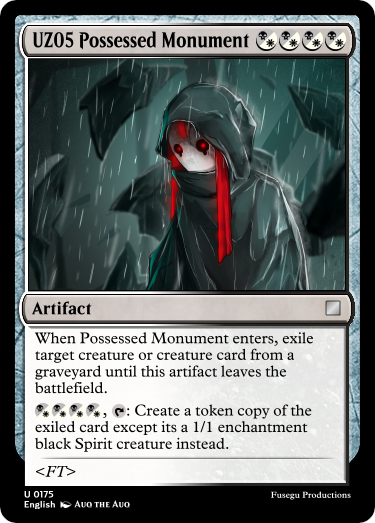 UZ05 Possessed Monument
Artifact
When Possessed Monument enters, exile
target creature or creature card from a
graveyard until this artifact leaves the
battlefield.
, : Create a token copy of the
exiled card except its a 1/1 enchantment
black Spirit creature instead.
<FT>
U 0175
English Auo the Auo
Fusegu Productions